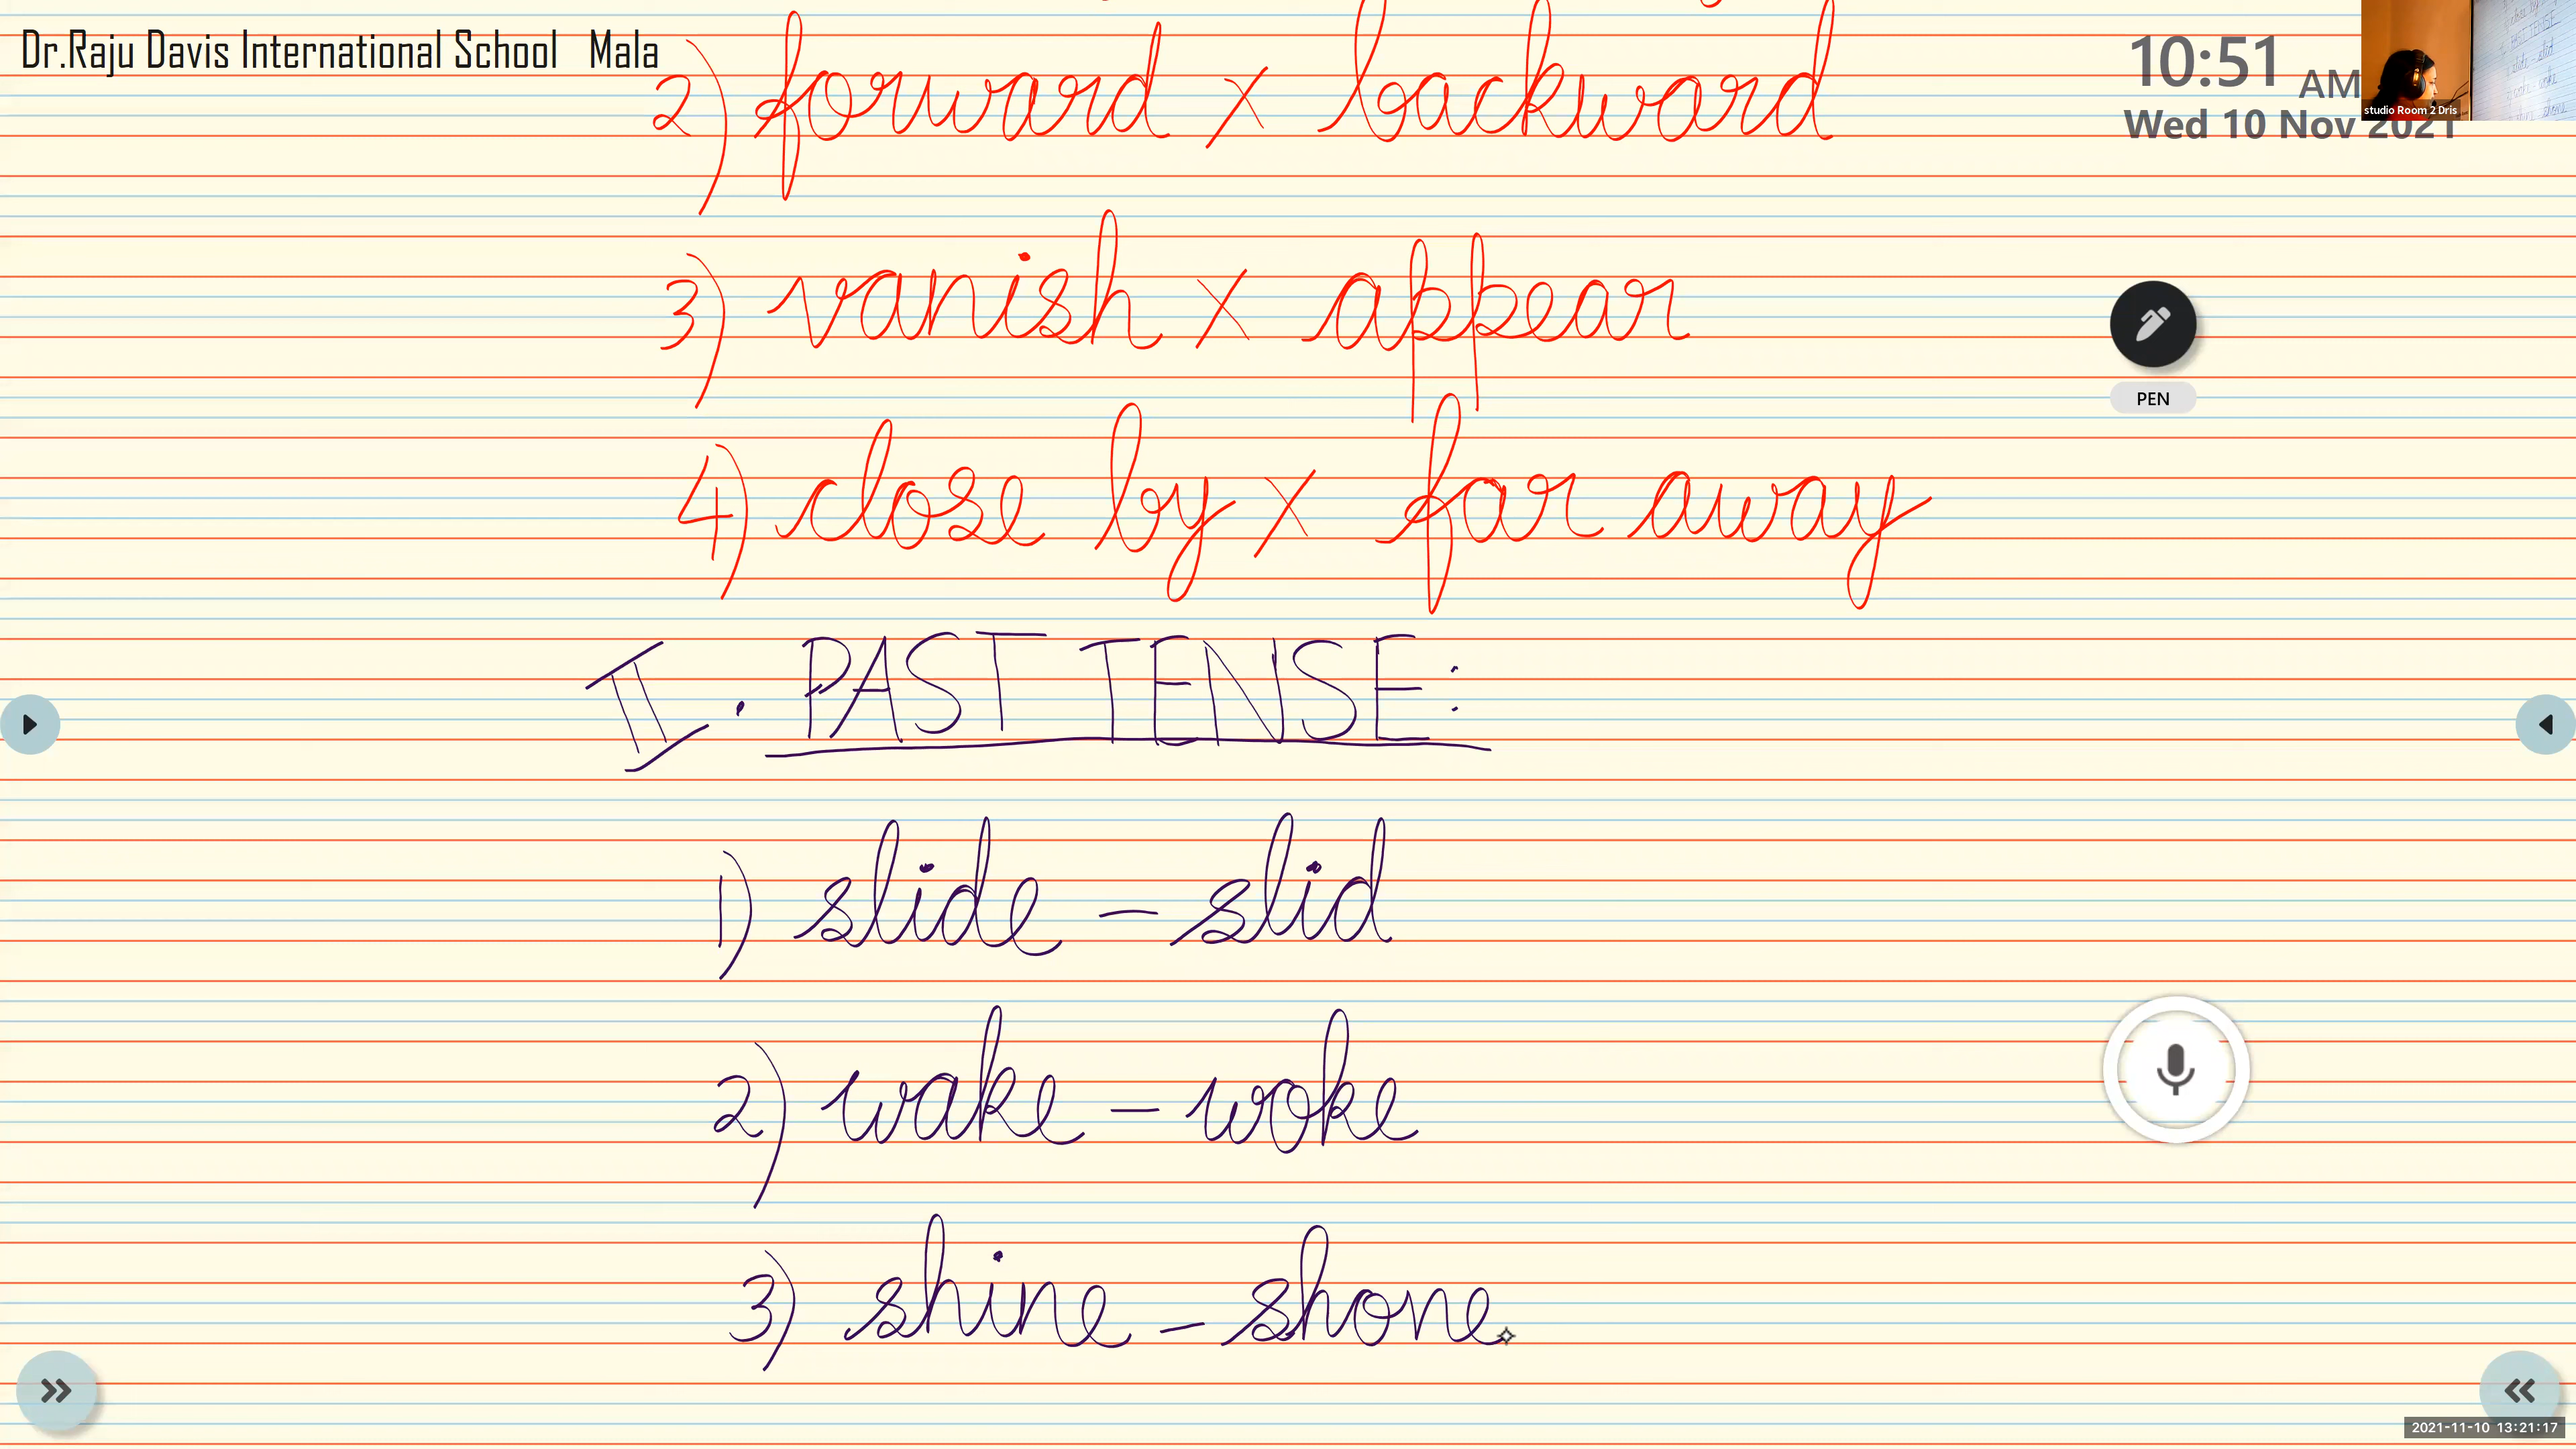 Dr.Raju Davis International School Mala
10:51 AM
Wed 10 Nov 2021
studio Room 2 Dris
2) forward x backward
3) vanish x appear
PEN
4) close by x far away
II. PAST TENSE:
1) slide - slid
2) wake - woke
3) shine - shone
2021-11-10 13:21:17